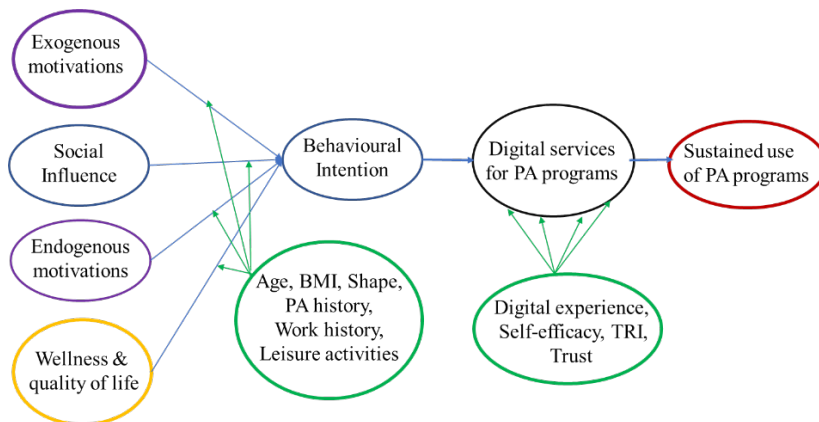 Exogenous
motivations
Social
Influence
Endogenous
motivations
Wellness &
quality of life
Behavioural
Intention
Age, BMI, Shape,
PA history,
Work history,
Leisure activities
Digital services
for PA programs
Digital experience,
Self-efficacy, TRI,
Trust
Sustained use
of PA programs